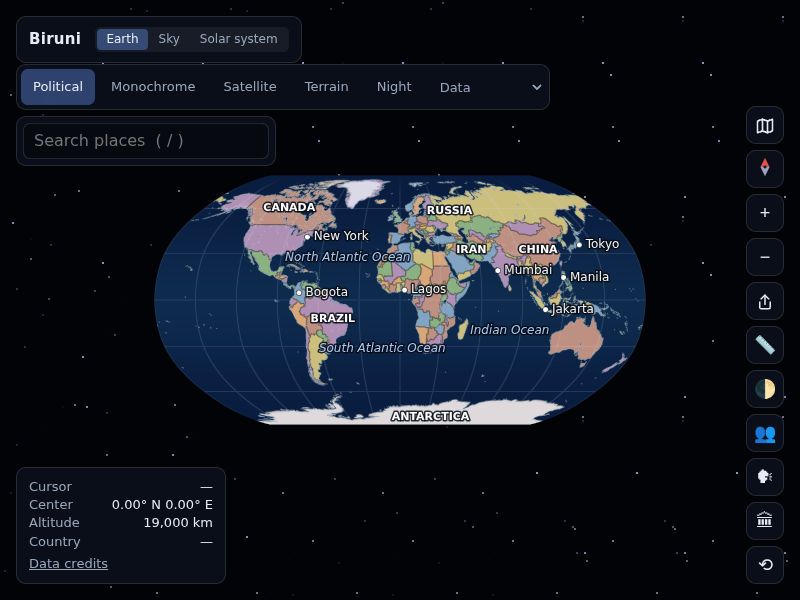 Biruni Earth Sky Solar system
Political Monochrome Satellite Terrain Night Data
Search places ( / )
CANADA
RUSSIA
New York
IRAN
CHINA
Tokyo
North Atlantic Ocean
Mumbai
Manila
Bogota
Lagos
Jakarta
BRAZIL
Indian Ocean
South Atlantic Ocean
ANTARCTICA
Cursor —
Center 0.00° N 0.00° E
Altitude 19,000 km
Country —
Data credits